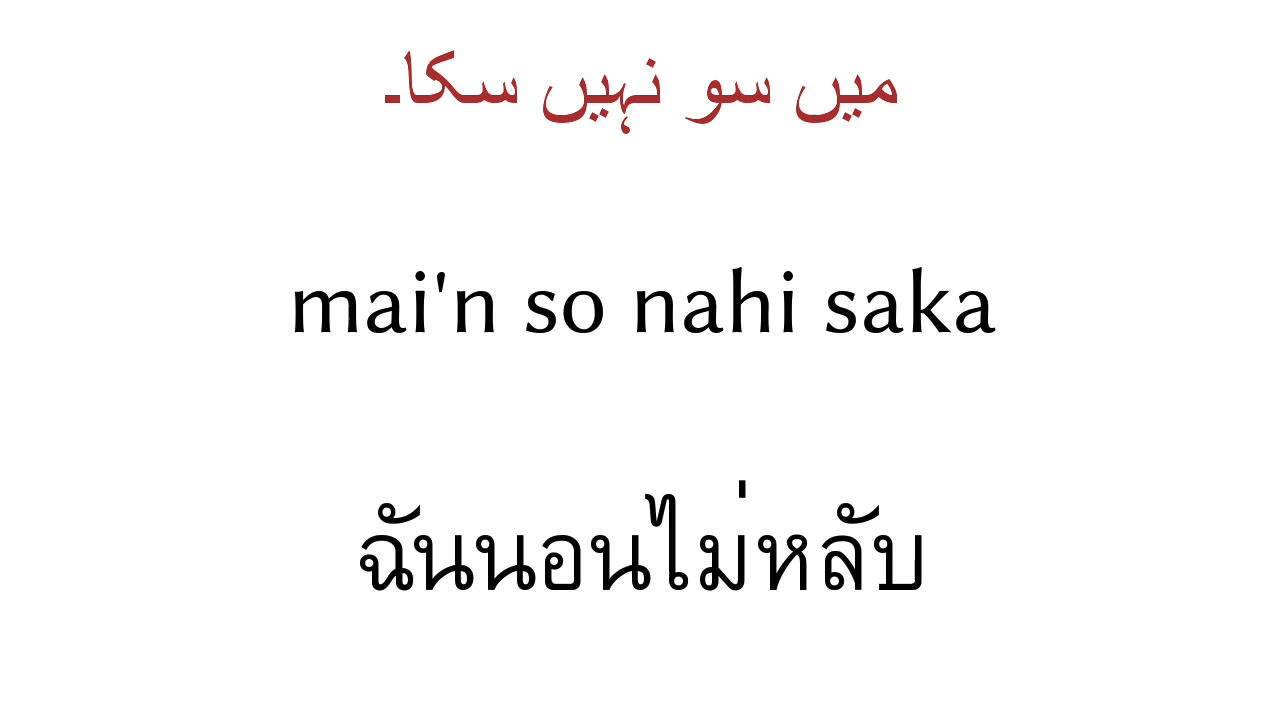 میں سو نہیں سکا۔
mai'n so nahi saka
ฉันนอนไม่หลับ